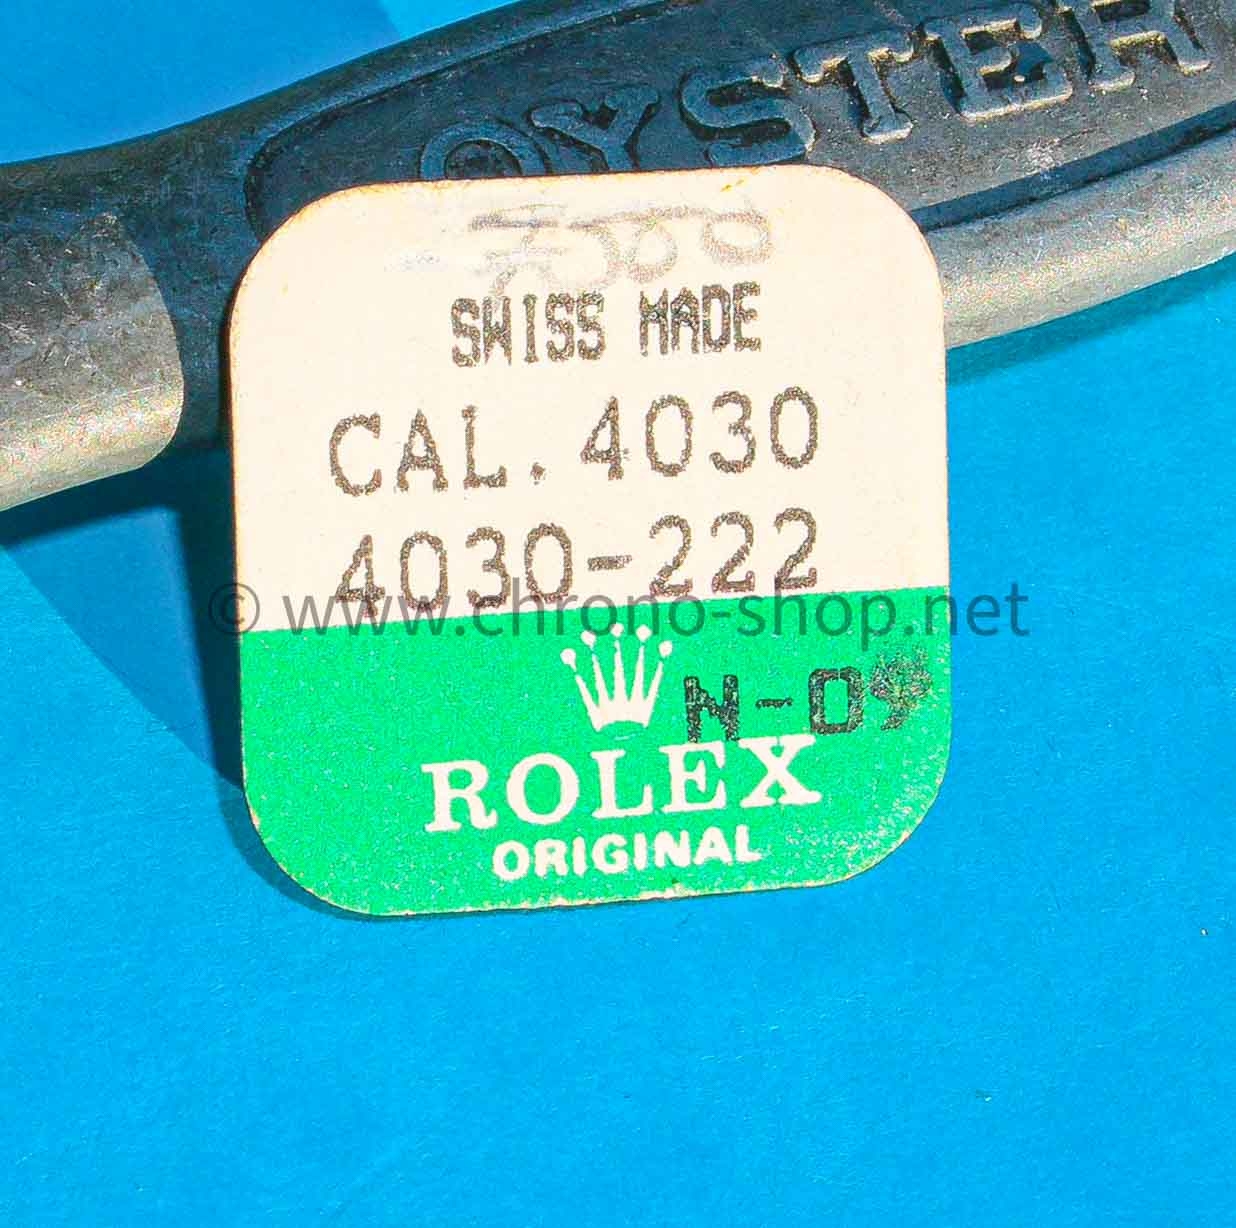 OYSTER
SWISS MADE
CAL. 4030
4030-222
© www.chrono-shop.net
N-09
ROLEX
ORIGINAL